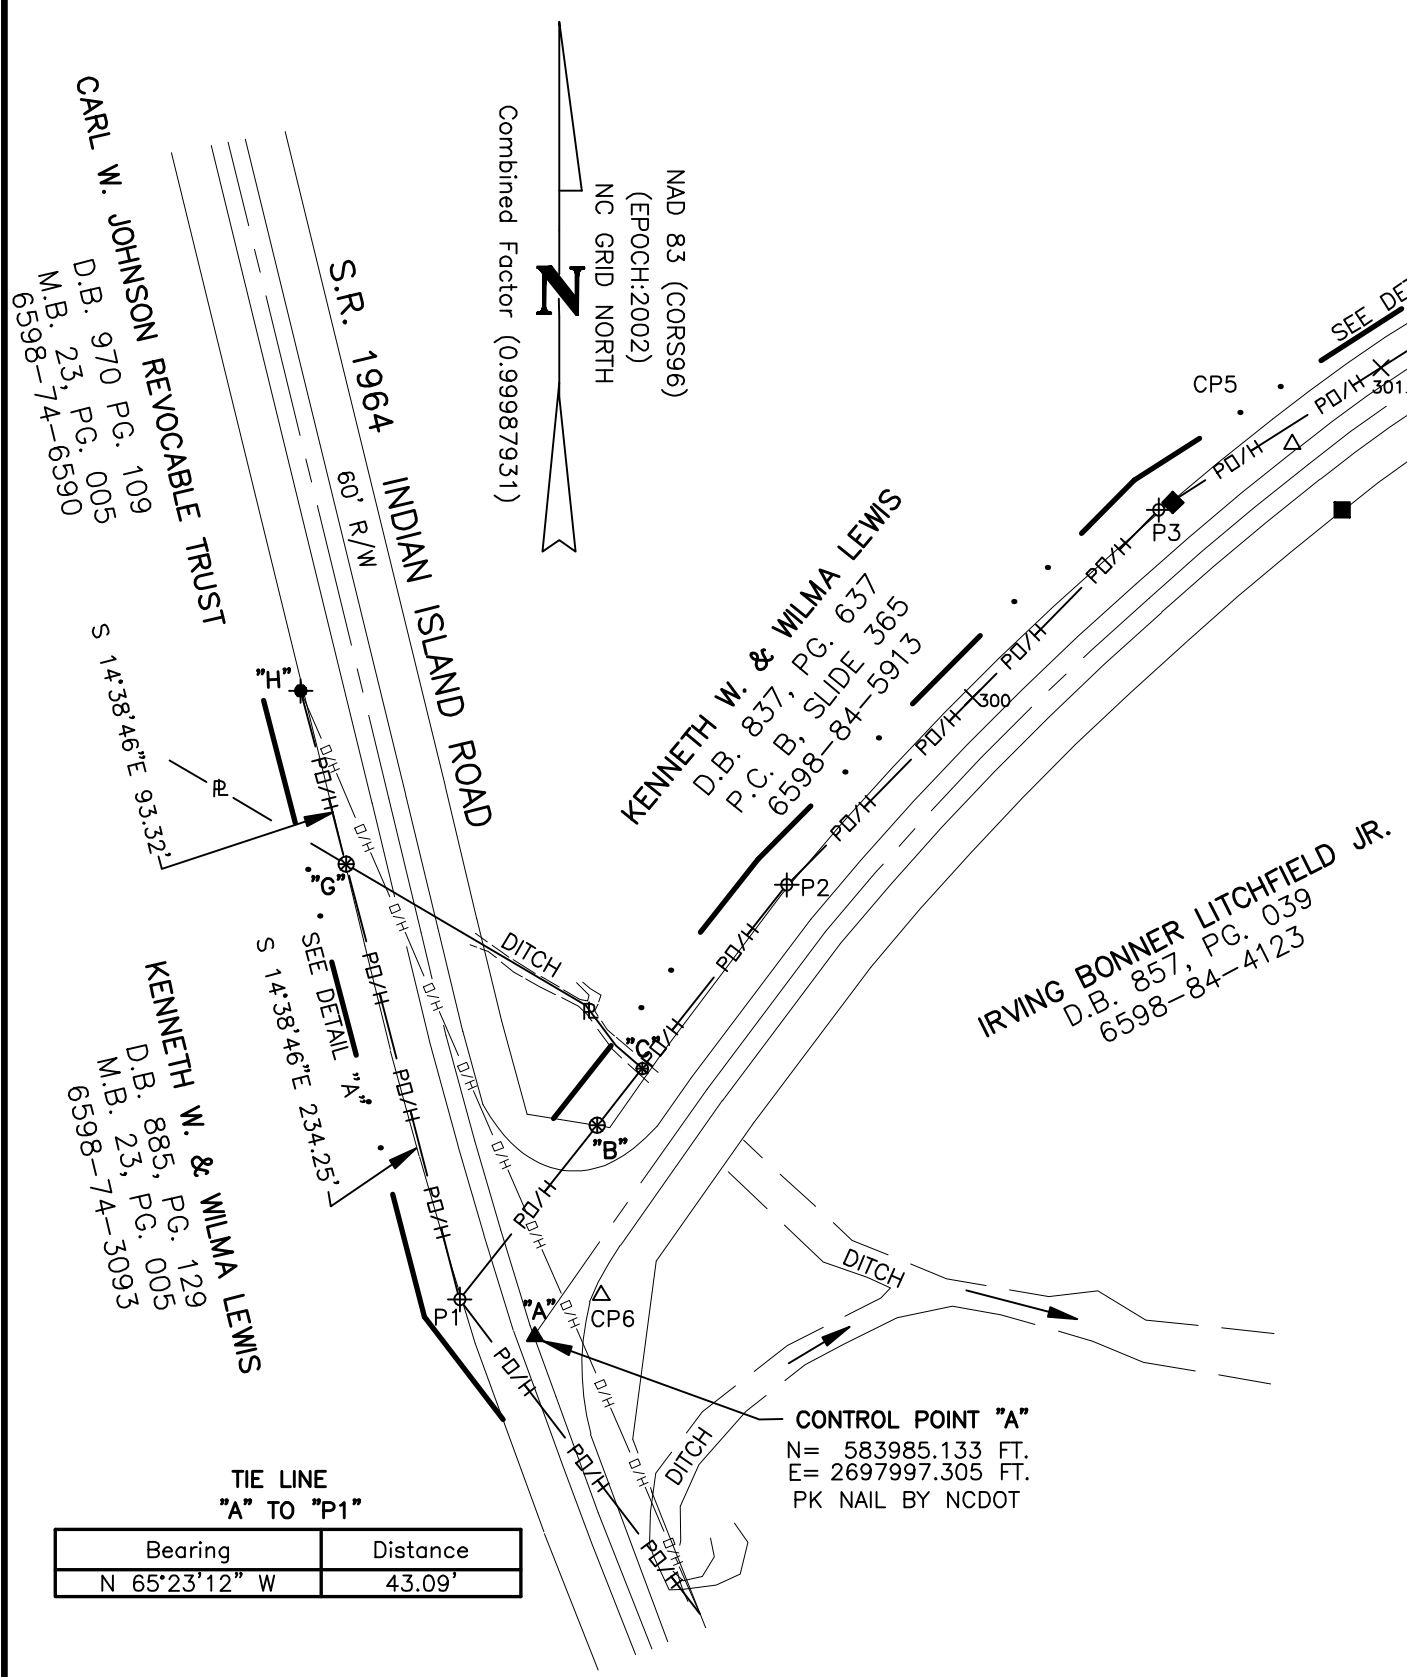 NAD 83 (CORS96)
(EPOCH:2002)
NC GRID NORTH
Combined Factor (0.99987931)
N
CARL W. JOHNSON REVOCABLE TRUST
D.B. 970 PG. 109
M.B. 23, PG. 005
6598-74-6590
S.R. 1964 INDIAN ISLAND ROAD
60' R/W
SEE DET
CP5
P□/H
301.
P□/H
P3
P□/H
P□/H
300
P□/H
P□/H
P2
P□/H
P□/H
KENNETH W. & WILMA LEWIS
D.B. 837, PG. 637
P.C. B, SLIDE 365
6598-84-5913
IRVING BONNER LITCHFIELD JR.
D.B. 857, PG. 039
6598-84-4123
S 14°38'46"E 93.32'
"H"
P□/H
□/H
□/H
□/H
□/H
□/H
□/H
□/H
□/H
□/H
□/H
□/H
PL
"G"
DITCH
PL
"C"
"B"
SEE DETAIL "A"
S 14°38'46"E 234.25'
P□/H
P□/H
P□/H
P□/H
KENNETH W. & WILMA LEWIS
D.B. 885, PG. 129
M.B. 23, PG. 005
6598-74-3093
P1
"A"
CP6
DITCH
P□/H
P□/H
P□/H
DITCH
CONTROL POINT "A"
N= 583985.133 FT.
E= 2697997.305 FT.
PK NAIL BY NCDOT
TIE LINE
"A" TO "P1"
Bearing Distance
N 65°23'12" W 43.09'